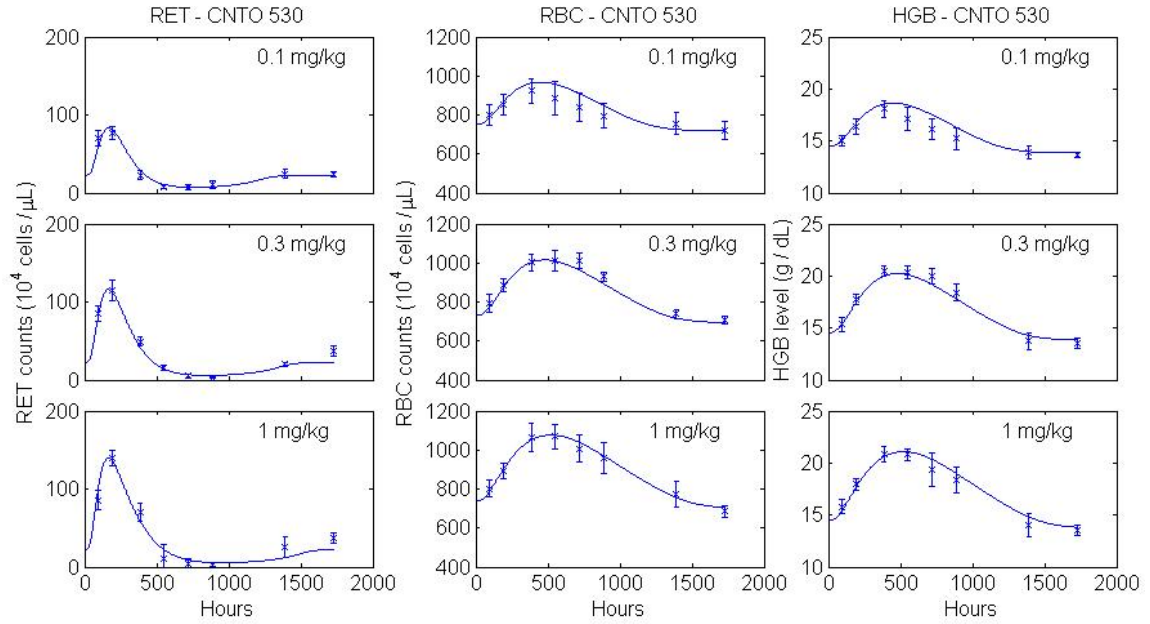 RET - CNTO 530
RBC - CNTO 530
HGB - CNTO 530
200
100
0
0.1 mg/kg
1200
1000
800
600
400
0.1 mg/kg
25
20
15
10
0.1 mg/kg
RET counts (10⁴ cells /μL)
200
100
0
0.3 mg/kg
RBC counts (10⁴ cells /μL)
1200
1000
800
600
400
0.3 mg/kg
HGB level (g / dL)
25
20
15
10
0.3 mg/kg
200
100
0
1 mg/kg
1200
1000
800
600
400
1 mg/kg
25
20
15
10
1 mg/kg
0 500 1000 1500 2000
0 500 1000 1500 2000
0 500 1000 1500 2000
Hours
Hours
Hours